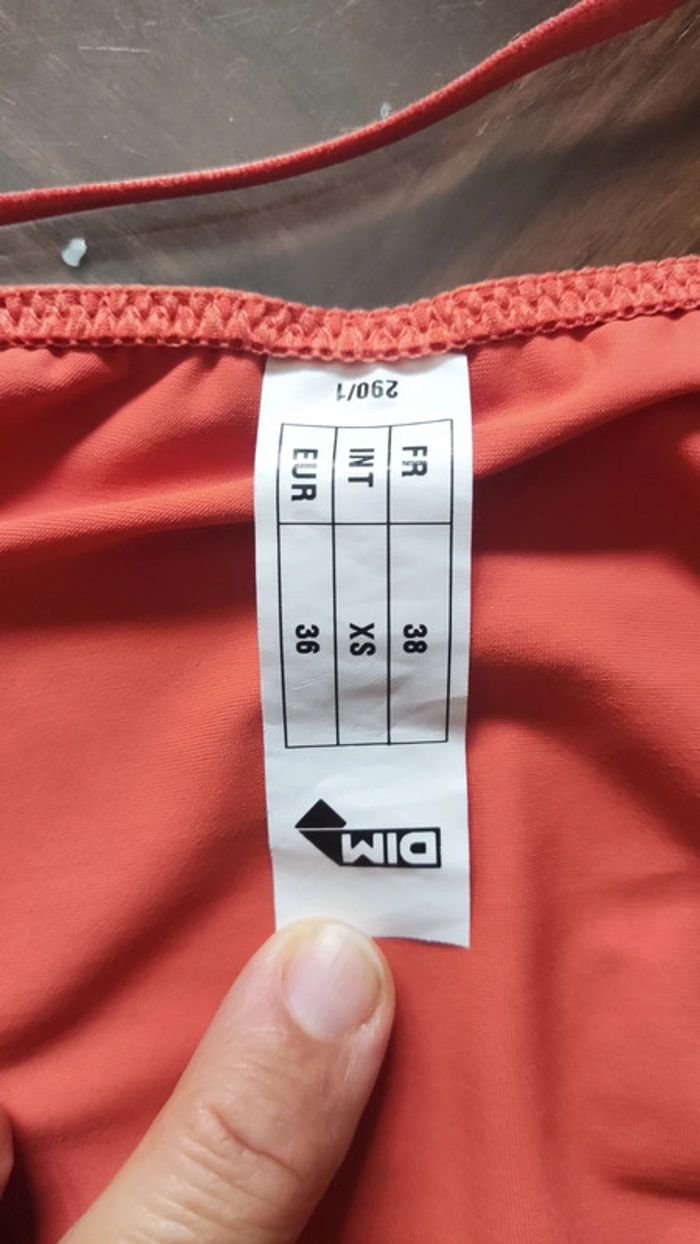 290/1
FR 38
INT XS
EUR 36
DIM